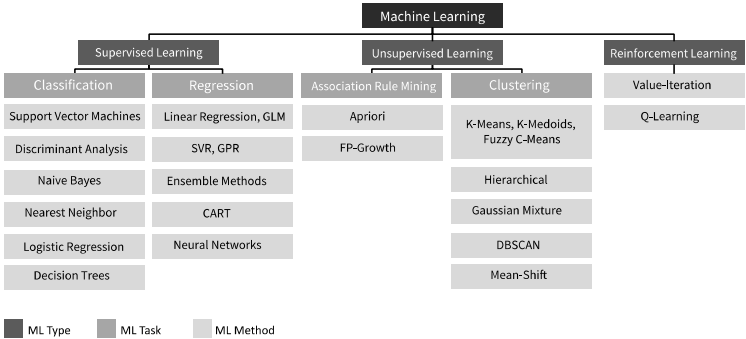 Machine Learning
Supervised Learning
Unsupervised Learning
Reinforcement Learning
Classification
Regression
Association Rule Mining
Clustering
Value-Iteration
Support Vector Machines
Linear Regression, GLM
Apriori
K-Means, K-Medoids,
Fuzzy C-Means
Q-Learning
Discriminant Analysis
SVR, GPR
FP-Growth
Naive Bayes
Ensemble Methods
Hierarchical
Nearest Neighbor
CART
Gaussian Mixture
Logistic Regression
Neural Networks
DBSCAN
Decision Trees
Mean-Shift
ML Type
ML Task
ML Method